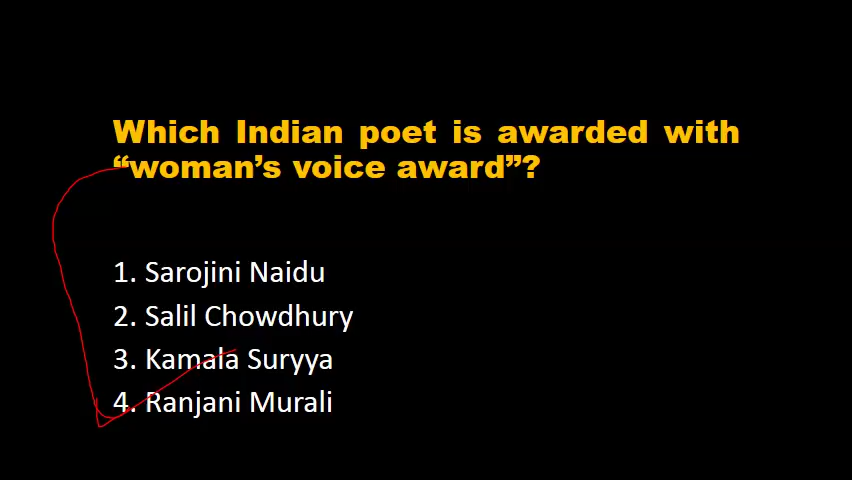 Which Indian poet is awarded with
“woman’s voice award”?
1. Sarojini Naidu
2. Salil Chowdhury
3. Kamala Suryya
4. Ranjani Murali